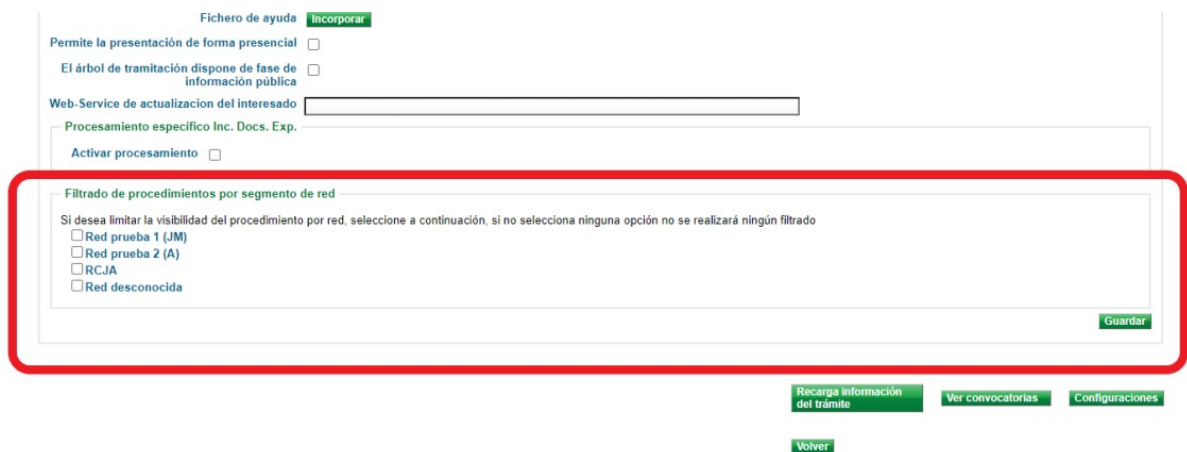 Fichero de ayuda Incorporar
Permite la presentación de forma presencial
El árbol de tramitación dispone de fase de
información pública
Web-Service de actualizacion del interesado
Procesamiento específico Inc. Docs. Exp.
Activar procesamiento
Filtrado de procedimientos por segmento de red
Si desea limitar la visibilidad del procedimiento por red, seleccione a continuación, si no selecciona ninguna opción no se realizará ningún filtrado
Red prueba 1 (JM)
Red prueba 2 (A)
RCJA
Red desconocida
Guardar
Recarga información
del trámite
Ver convocatorias
Configuraciones
Volver